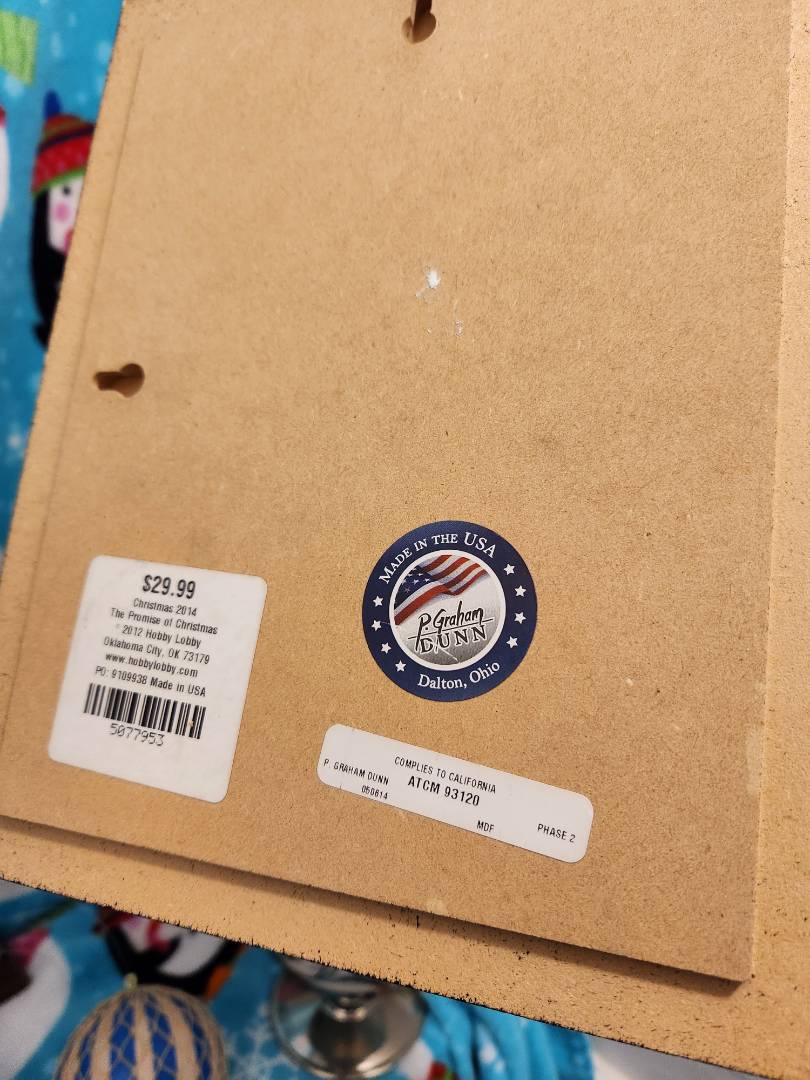 $29.99
Christmas 2014
The Promise of Christmas
© 2012 Hobby Lobby
Oklahoma City, OK 73179
www.hobbylobby.com
PO: 9109938 Made in USA
5077953
MADE IN THE USA
P. Graham
DUNN
Dalton, Ohio
COMPLIES TO CALIFORNIA
P. GRAHAM DUNN ATCM 93120
050614
MDF PHASE 2